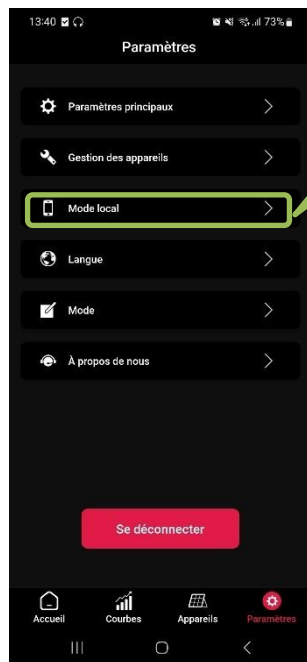 13:40 73%
Paramètres
Paramètres principaux
Gestion des appareils
Mode local
Langue
Mode
À propos de nous
Se déconnecter
Accueil Courbes Appareils Paramètres